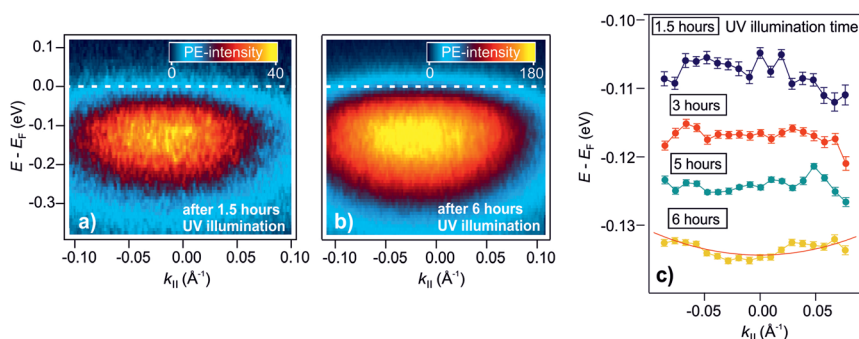 PE-intensity
0 40
0.1
0.0
-0.1
-0.2
-0.3
E - EF (eV)
a)
after 1.5 hours
UV illumination
-0.10 -0.05 0.00 0.05 0.10
kII (Å-1)
PE-intensity
0 180
b)
after 6 hours
UV illumination
-0.10 -0.05 0.00 0.05 0.10
kII (Å-1)
-0.10
-0.11
-0.12
-0.13
E - EF (eV)
1.5 hours UV illumination time
3 hours
5 hours
6 hours
c)
-0.05 0.00 0.05
kII (Å-1)